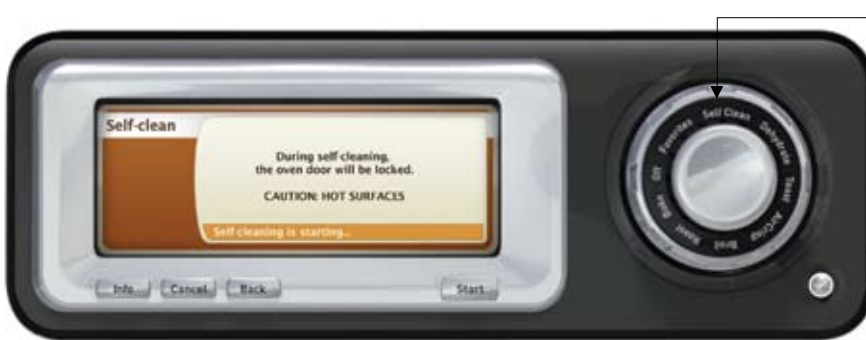 Self-clean
During self-cleaning,
the oven door will be locked.
CAUTION: HOT SURFACES
Self-cleaning is starting...
Info Cancel Back Start
Self Clean
Dehydrate
Toast
AirCrisp
Broil
Roast
Bake
Off
Favorites